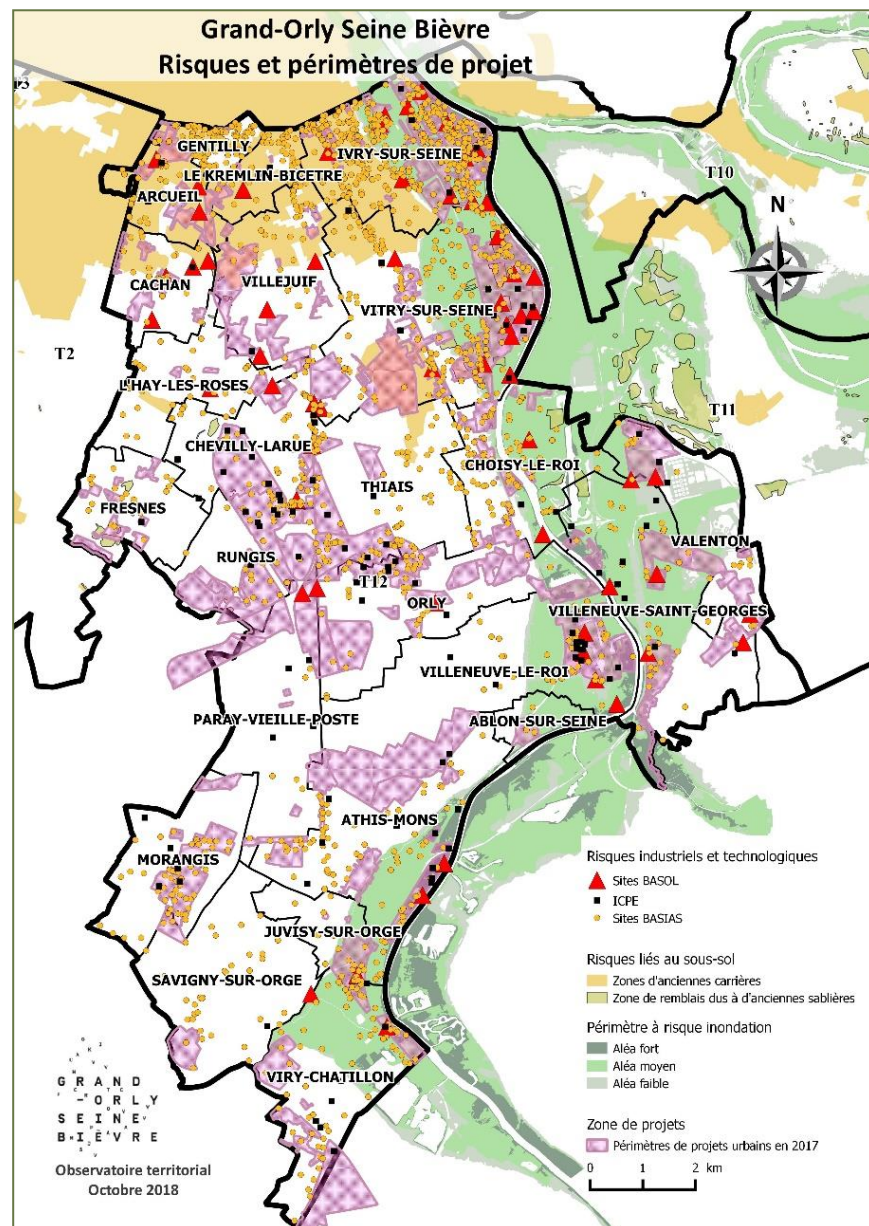 Grand-Orly Seine Bièvre
Risques et périmètres de projet
T3
GENTILLY
IVRY-SUR-SEINE
LE KREMLIN-BICETRE
T10
ARCUEIL
N
CACHAN
VILLEJUIF
VITRY-SUR-SEINE
T2
L'HAY-LES-ROSES
T11
CHEVILLY-LARUE
CHOISY-LE-ROI
THIAIS
FRESNES
VALENTON
RUNGIS
T12
ORLY
VILLENEUVE-SAINT-GEORGES
VILLENEUVE-LE-ROI
PARAY-VIEILLE-POSTE
ABLON-SUR-SEINE
ATHIS-MONS
MORANGIS
JUVISY-SUR-ORGE
SAVIGNY-SUR-ORGE
VIRY-CHATILLON
Risques industriels et technologiques
Sites BASOL
ICPE
Sites BASIAS
Risques liés au sous-sol
Zones d'anciennes carrières
Zone de remblais dus à d'anciennes sablières
Périmètre à risque inondation
Aléa fort
Aléa moyen
Aléa faible
Zone de projets
Périmètres de projets urbains en 2017
0 1 2 km
GRAND
-ORLY
SEINE
BIÈVRE
Observatoire territorial
Octobre 2018